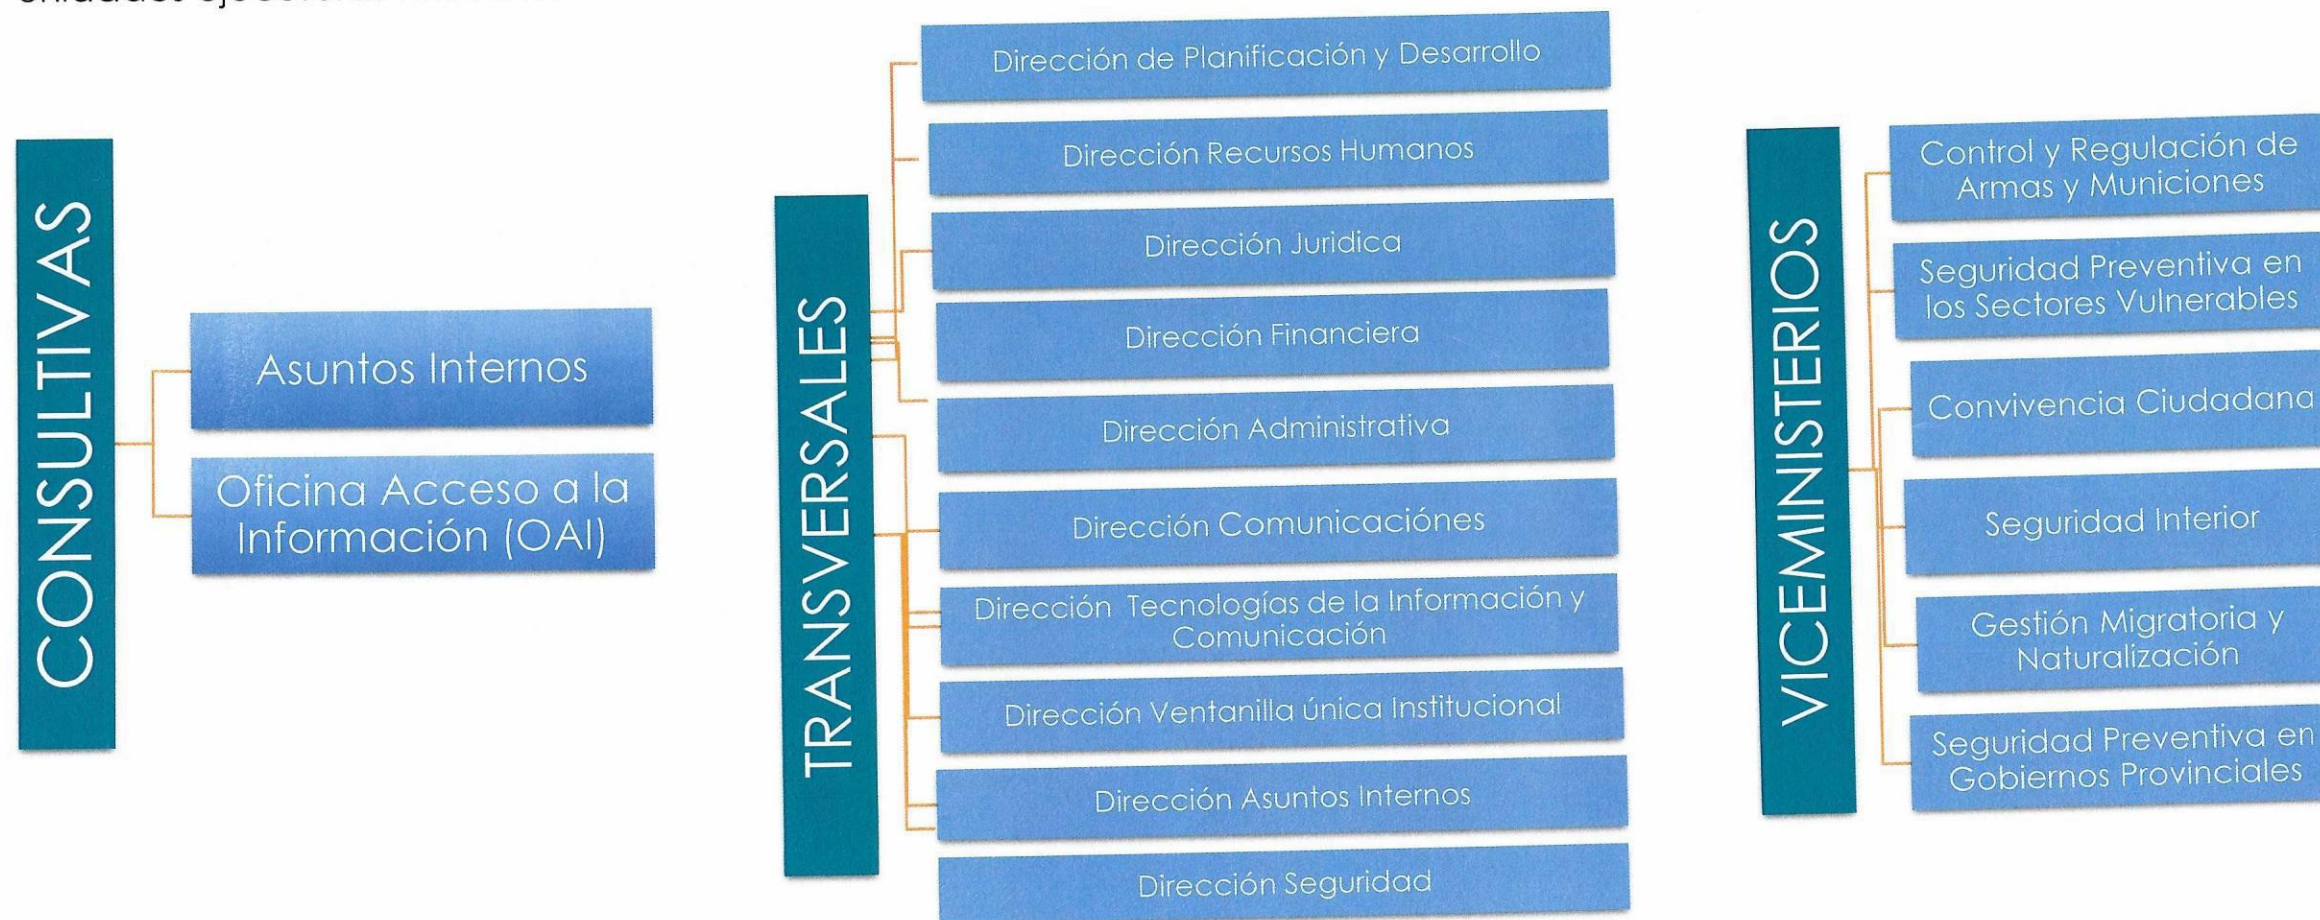 CONSULTIVAS
Asuntos Internos
Oficina Acceso a la
Información (OAI)
TRANSVERSALES
Dirección de Planificación y Desarrollo
Dirección Recursos Humanos
Dirección Juridica
Dirección Financiera
Dirección Administrativa
Dirección Comunicaciónes
Dirección Tecnologías de la Información y
Comunicación
Dirección Ventanilla única Institucional
Dirección Asuntos Internos
Dirección Seguridad
VICEMINISTERIOS
Control y Regulación de
Armas y Municiones
Seguridad Preventiva en
los Sectores Vulnerables
Convivencia Ciudadana
Seguridad Interior
Gestión Migratoria y
Naturalización
Seguridad Preventiva en
Gobiernos Provinciales